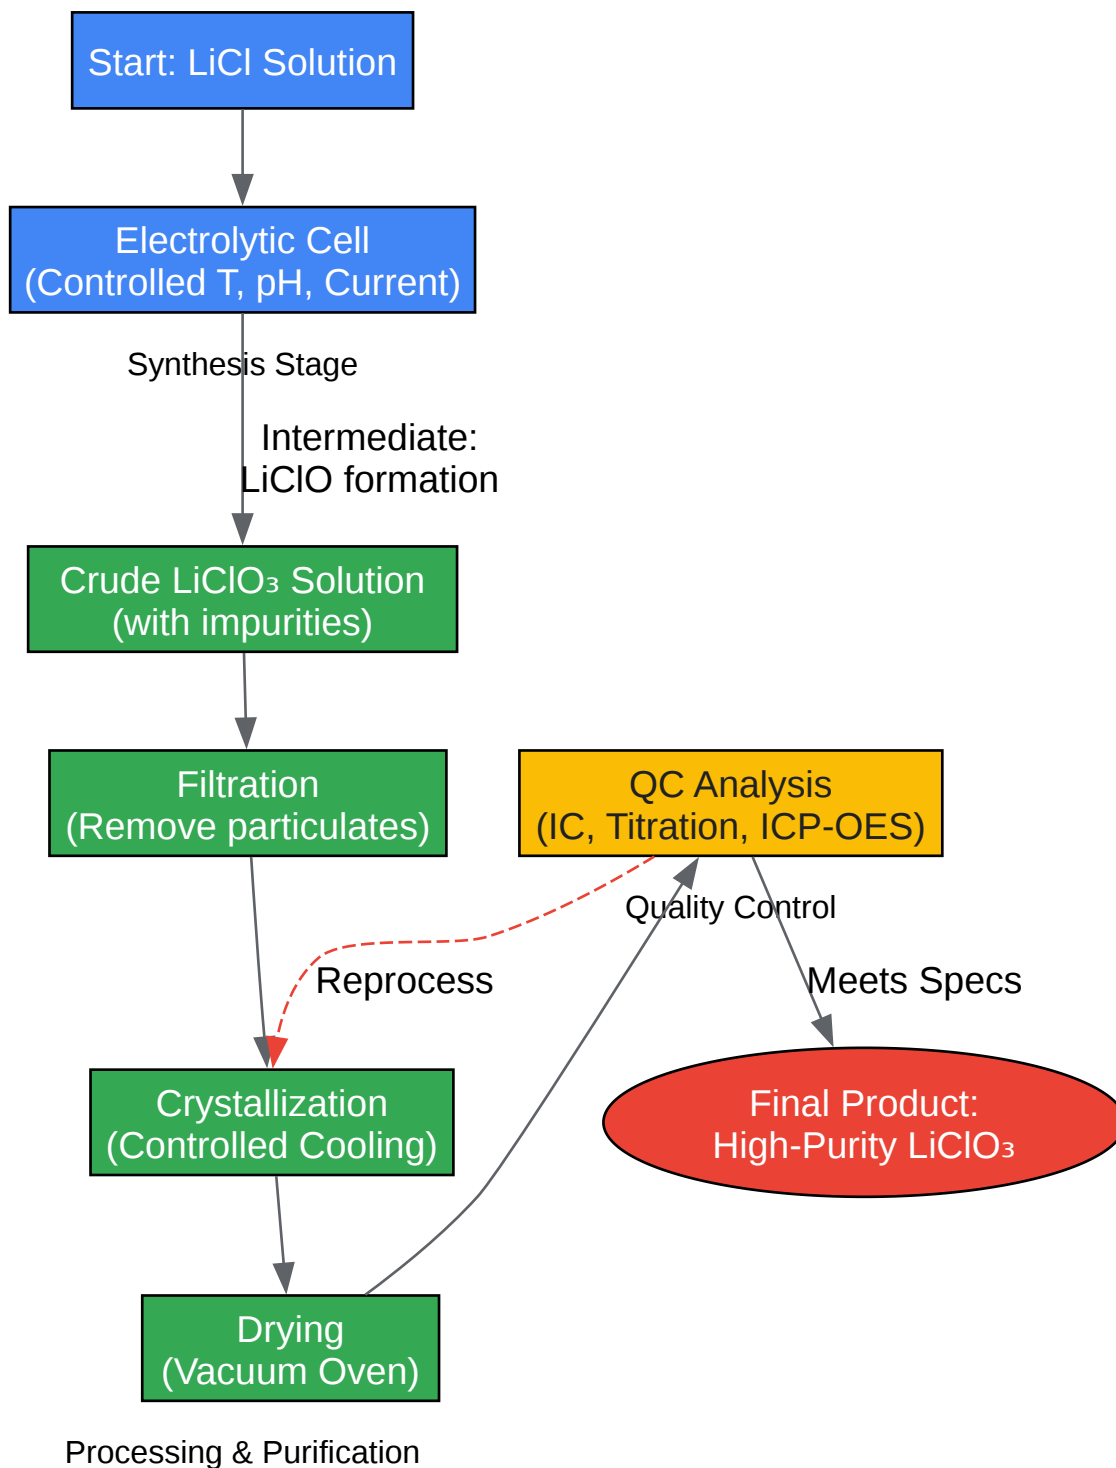 Start: LiCl Solution
Electrolytic Cell
(Controlled T, pH, Current)
Synthesis Stage
Intermediate:
LiClO formation
Crude LiClO₃ Solution
(with impurities)
Filtration
(Remove particulates)
QC Analysis
(IC, Titration, ICP-OES)
Quality Control
Reprocess
Meets Specs
Crystallization
(Controlled Cooling)
Final Product:
High-Purity LiClO₃
Drying
(Vacuum Oven)
Processing & Purification